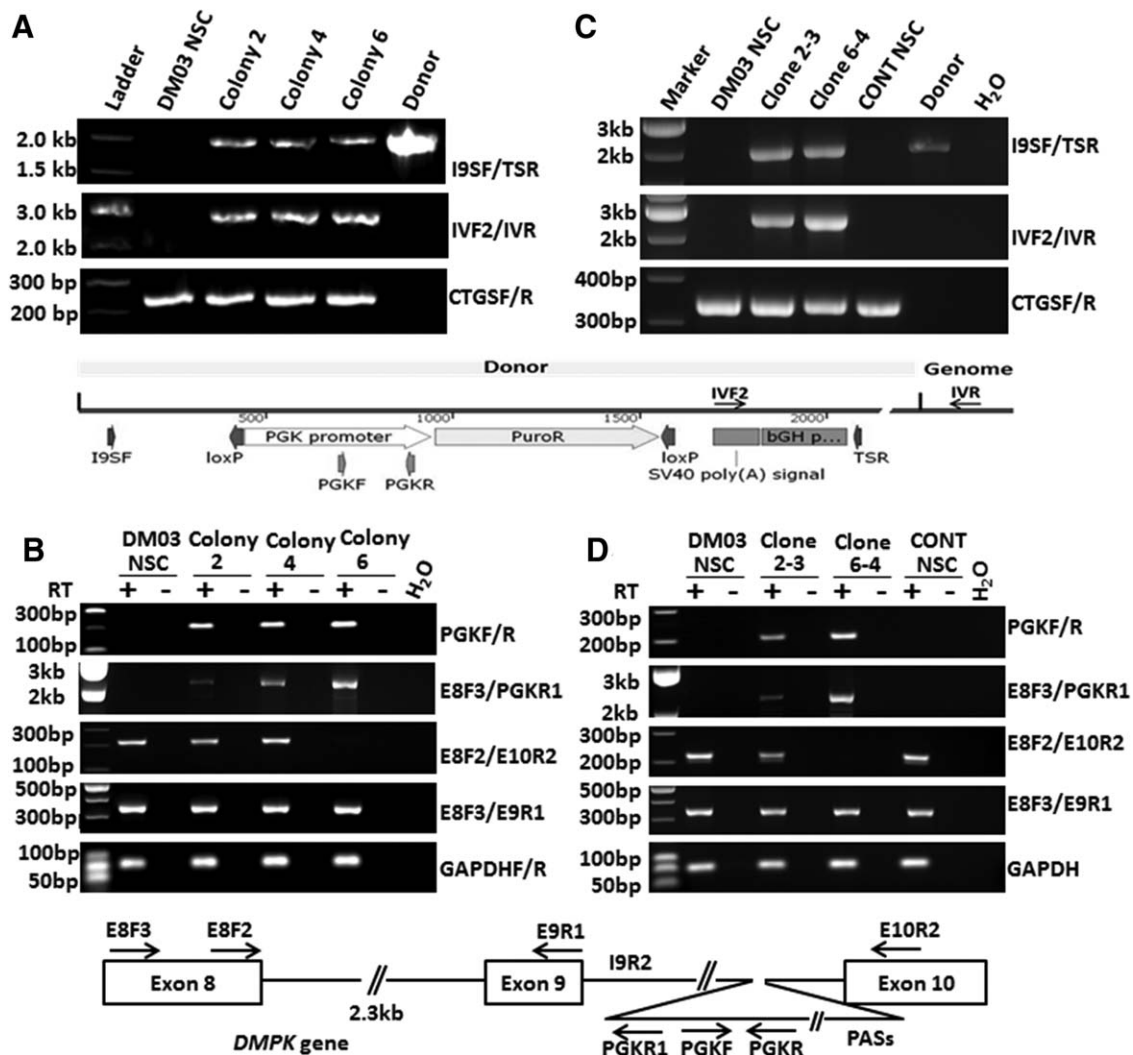 A
Ladder
DM03 NSC
Colony 2
Colony 4
Colony 6
Donor
2.0 kb
1.5 kb
I9SF/TSR
3.0 kb
2.0 kb
IVF2/IVR
300 bp
200 bp
CTGSF/R
C
Marker
DM03 NSC
Clone 2-3
Clone 6-4
CONT NSC
Donor
H2O
3kb
2kb
I9SF/TSR
3kb
2kb
IVF2/IVR
400bp
300bp
CTGSF/R
Donor
Genome
IVF2
IVR
500
1000
1500
2000
PGK promoter
PuroR
bGH p...
I9SF
loxP
loxP
TSR
PGKF
PGKR
SV40 poly(A) signal
B
DM03 NSC
Colony 2
Colony 4
Colony 6
H2O
RT + - + - + - + -
300bp
100bp
PGKF/R
3kb
2kb
E8F3/PGKR1
300bp
100bp
E8F2/E10R2
500bp
300bp
E8F3/E9R1
100bp
50bp
GAPDHF/R
D
DM03 NSC
Clone 2-3
Clone 6-4
CONT NSC
H2O
RT + - + - + - + -
300bp
200bp
PGKF/R
3kb
2kb
E8F3/PGKR1
300bp
200bp
E8F2/E10R2
500bp
300bp
E8F3/E9R1
100bp
50bp
GAPDH
E8F3
E8F2
E9R1
E10R2
Exon 8
Exon 9
I9R2
Exon 10
2.3kb
DMPK gene
PGKR1
PGKF
PGKR
PASs